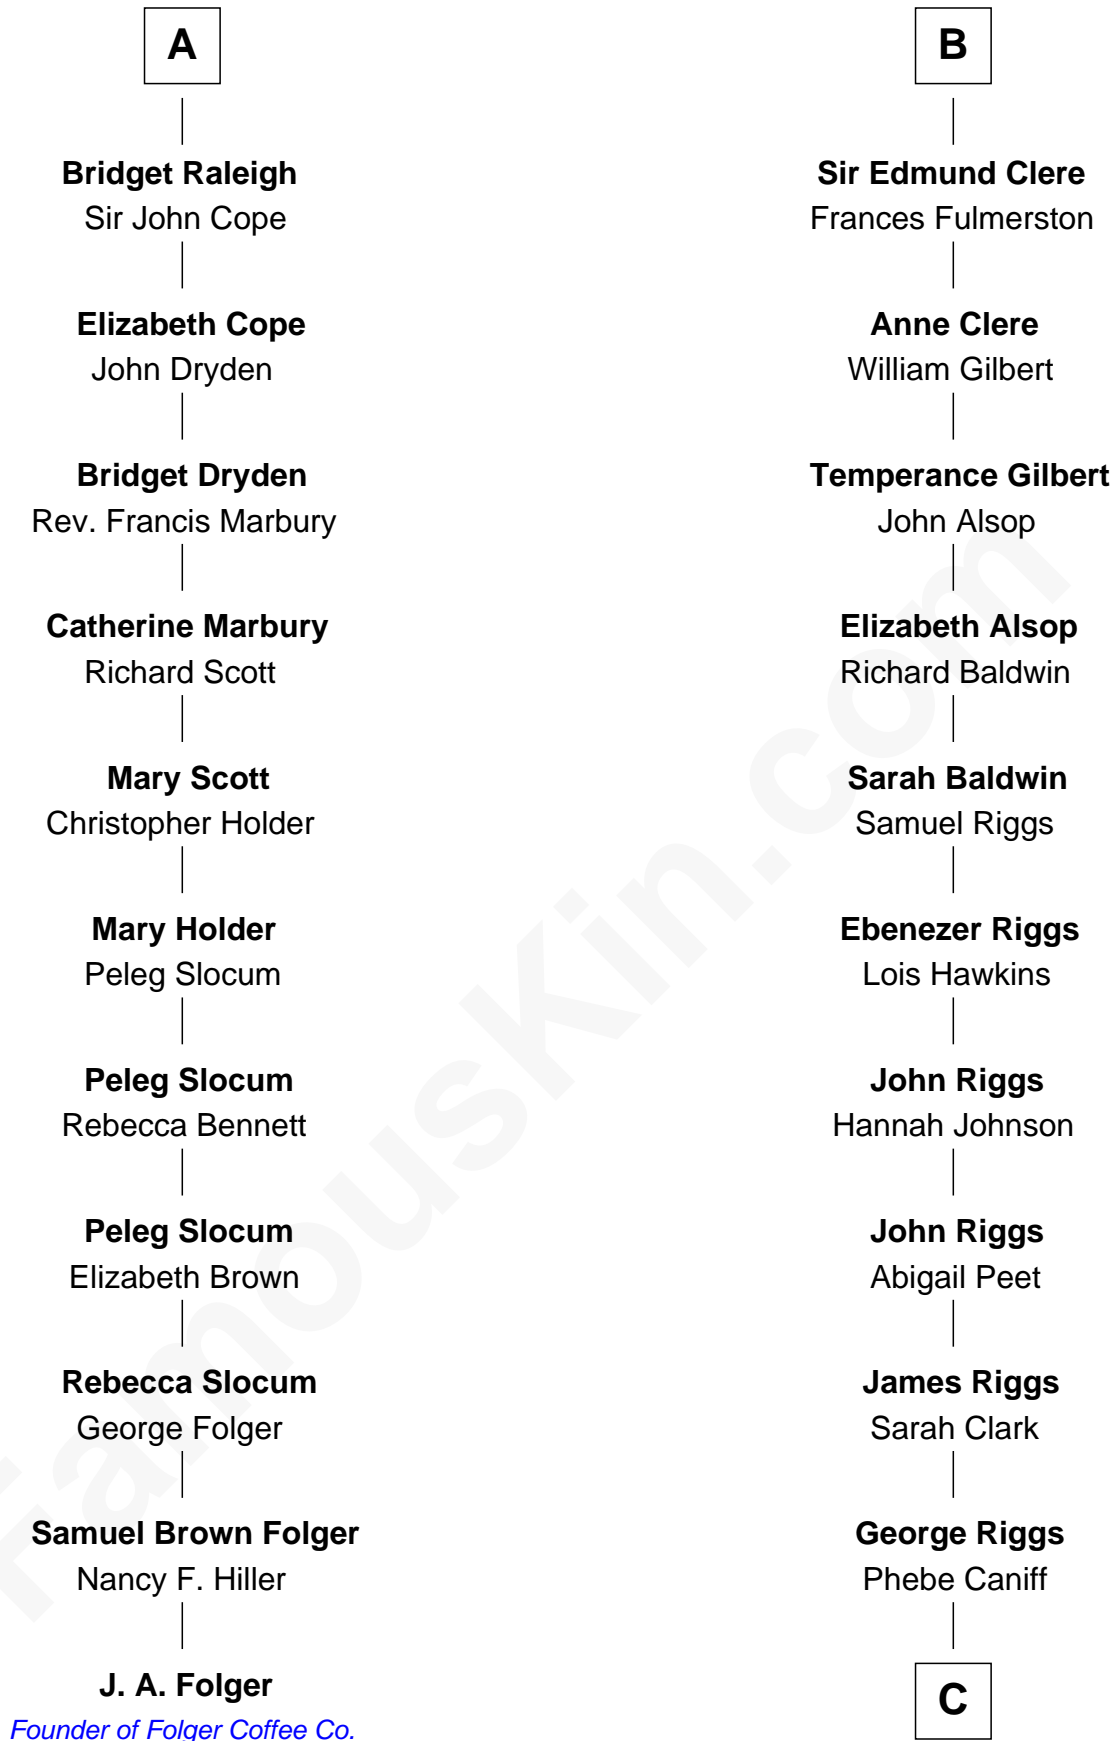 A
Bridget Raleigh
Sir John Cope
Elizabeth Cope
John Dryden
Bridget Dryden
Rev. Francis Marbury
Catherine Marbury
Richard Scott
Mary Scott
Christopher Holder
Mary Holder
Peleg Slocum
Peleg Slocum
Rebecca Bennett
Peleg Slocum
Elizabeth Brown
Rebecca Slocum
George Folger
Samuel Brown Folger
Nancy F. Hiller
J. A. Folger
Founder of Folger Coffee Co.
B
Sir Edmund Clere
Frances Fulmerston
Anne Clere
William Gilbert
Temperance Gilbert
John Alsop
Elizabeth Alsop
Richard Baldwin
Sarah Baldwin
Samuel Riggs
Ebenezer Riggs
Lois Hawkins
John Riggs
Hannah Johnson
John Riggs
Abigail Peet
James Riggs
Sarah Clark
George Riggs
Phebe Caniff
C
FamousKin.com